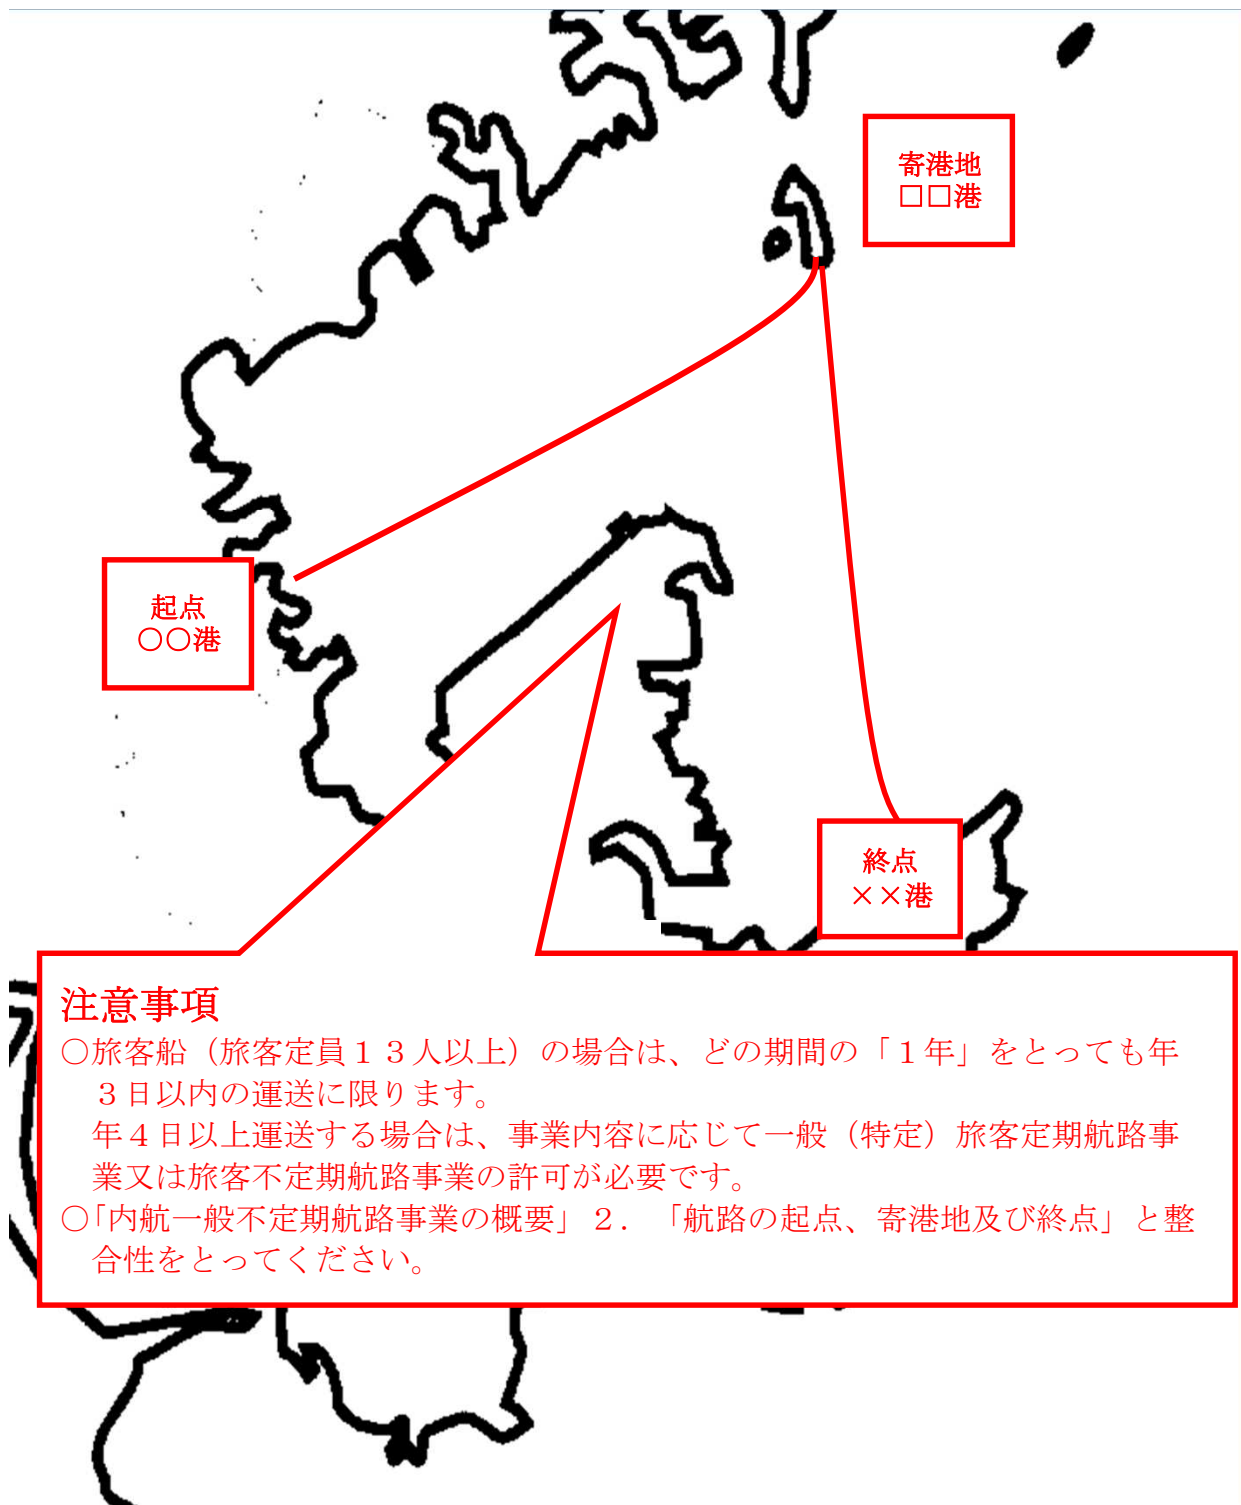 寄港地
□□港
起点
○○港
終点
××港
注意事項
○旅客船（旅客定員１３人以上）の場合は、どの期間の「１年」をとっても年
３日以内の運送に限ります。
年４日以上運送する場合は、事業内容に応じて一般（特定）旅客定期航路事
業又は旅客不定期航路事業の許可が必要です。
○「内航一般不定期航路事業の概要」２．「航路の起点、寄港地及び終点」と整
合性をとってください。